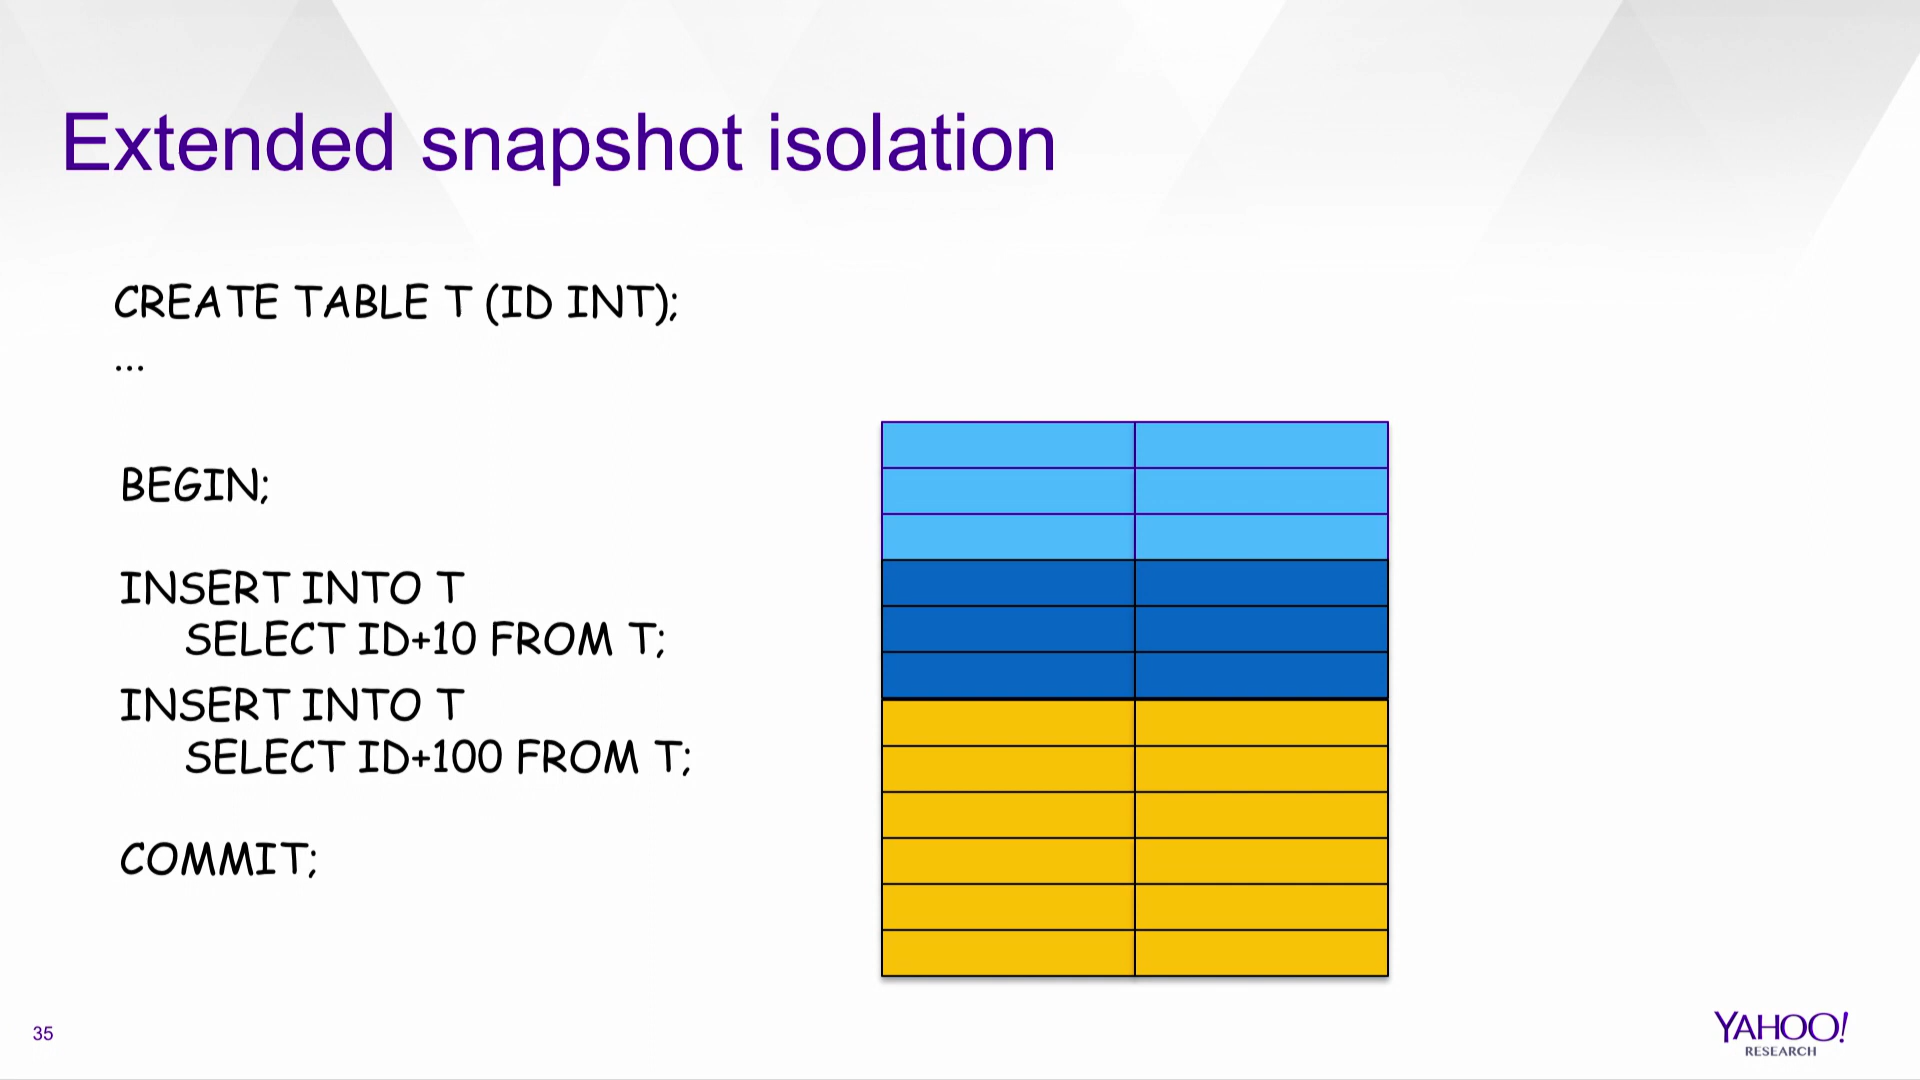 Extended snapshot isolation
CREATE TABLE T (ID INT);
...
BEGIN;
INSERT INTO T
SELECT ID+10 FROM T;
INSERT INTO T
SELECT ID+100 FROM T;
COMMIT;
35
YAHOO!
RESEARCH